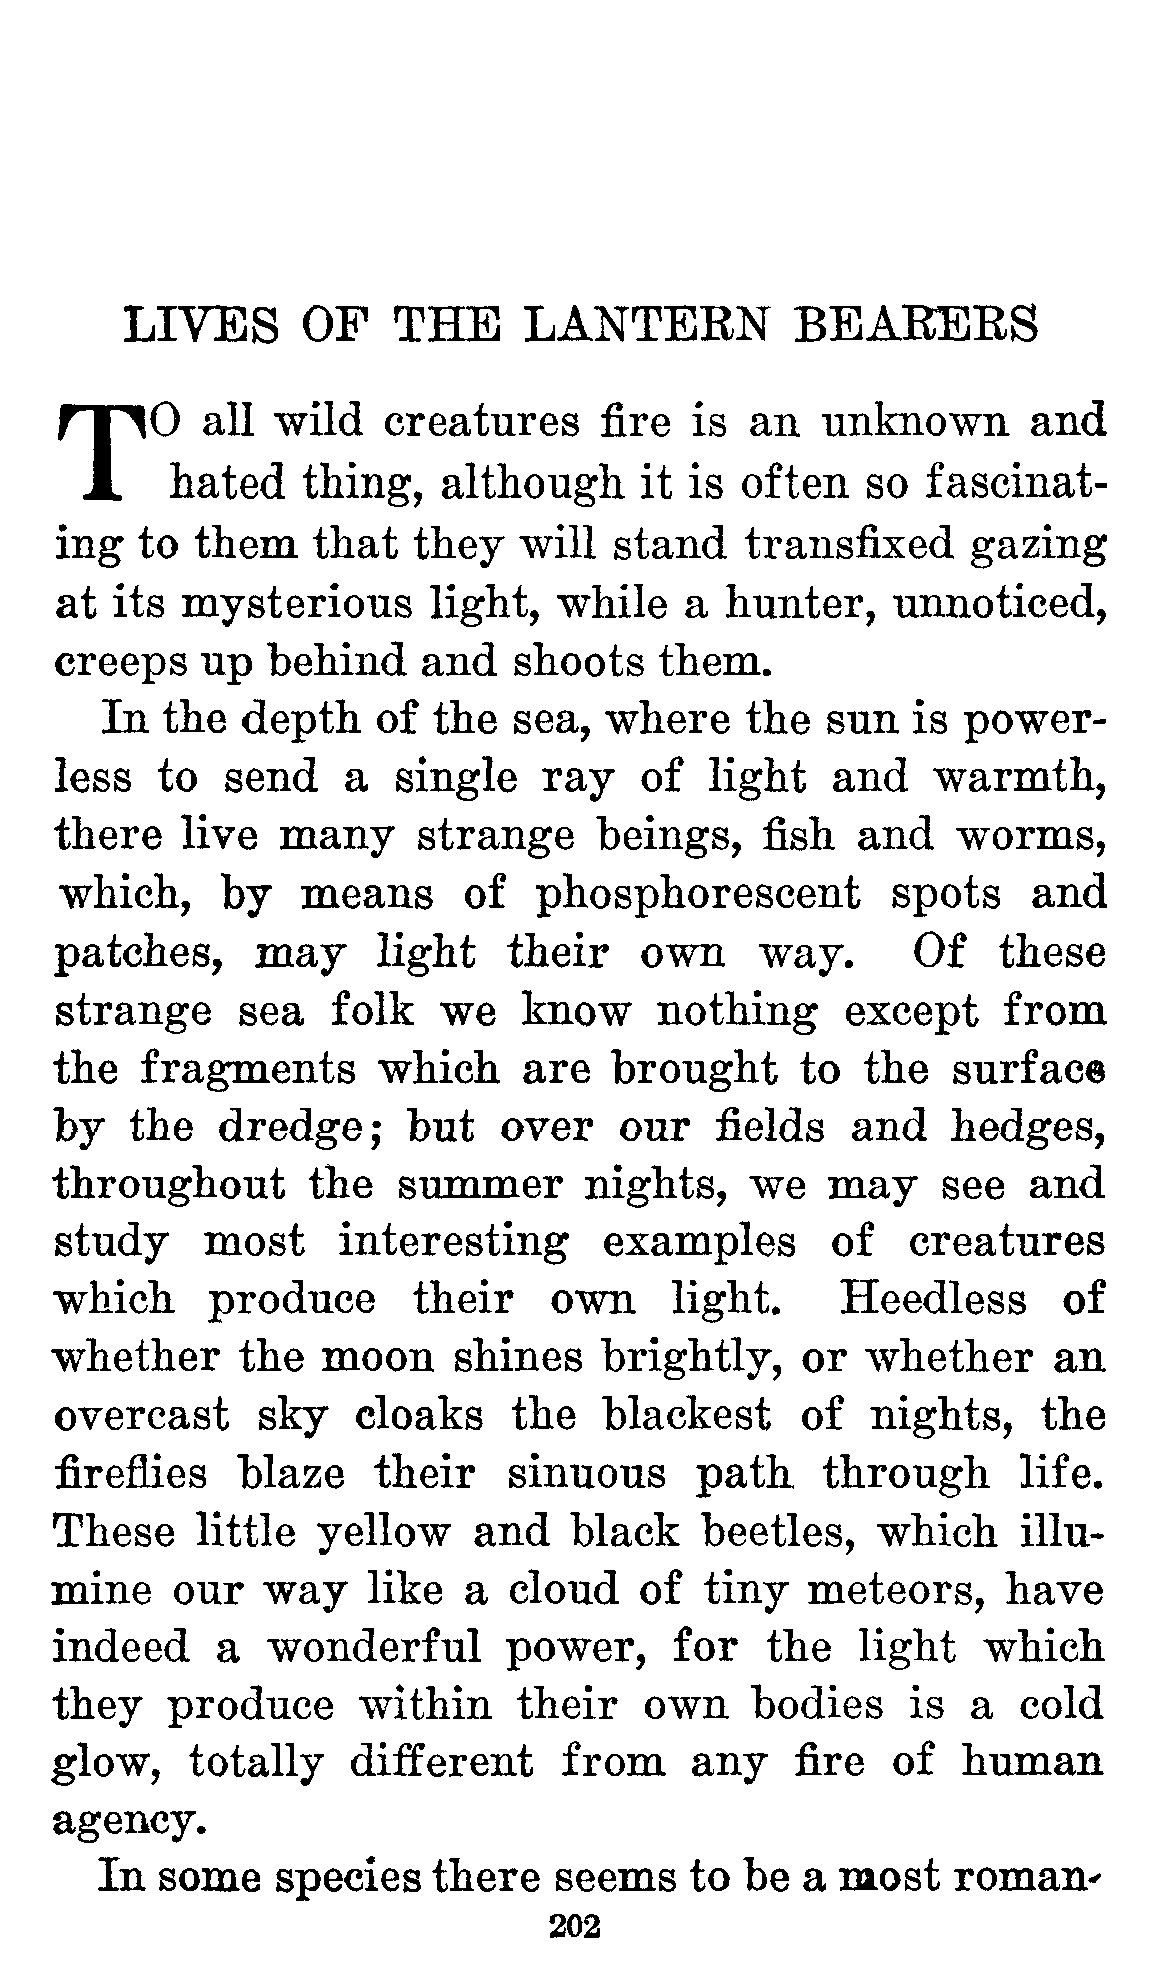 LIVES OF THE LANTERN BEARERS
TO all wild creatures fire is an unknown and
hated thing, although it is often so fascinat-
ing to them that they will stand transfixed gazing
at its mysterious light, while a hunter, unnoticed,
creeps up behind and shoots them.
In the depth of the sea, where the sun is power-
less to send a single ray of light and warmth,
there live many strange beings, fish and worms,
which, by means of phosphorescent spots and
patches, may light their own way. Of these
strange sea folk we know nothing except from
the fragments which are brought to the surface
by the dredge; but over our fields and hedges,
throughout the summer nights, we may see and
study most interesting examples of creatures
which produce their own light. Heedless of
whether the moon shines brightly, or whether an
overcast sky cloaks the blackest of nights, the
fireflies blaze their sinuous path through life.
These little yellow and black beetles, which illu-
mine our way like a cloud of tiny meteors, have
indeed a wonderful power, for the light which
they produce within their own bodies is a cold
glow, totally different from any fire of human
agency.
In some species there seems to be a most roman-
202